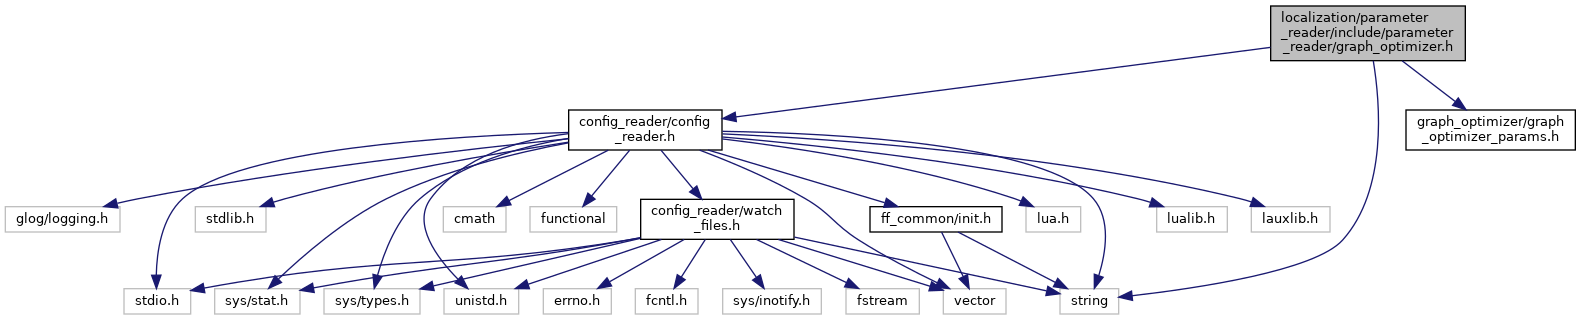 localization/parameter
_reader/include/parameter
_reader/graph_optimizer.h
config_reader/config
_reader.h
graph_optimizer/graph
_optimizer_params.h
glog/logging.h
stdlib.h
cmath
functional
config_reader/watch
_files.h
ff_common/init.h
lua.h
lualib.h
lauxlib.h
stdio.h
sys/stat.h
sys/types.h
unistd.h
errno.h
fcntl.h
sys/inotify.h
fstream
vector
string